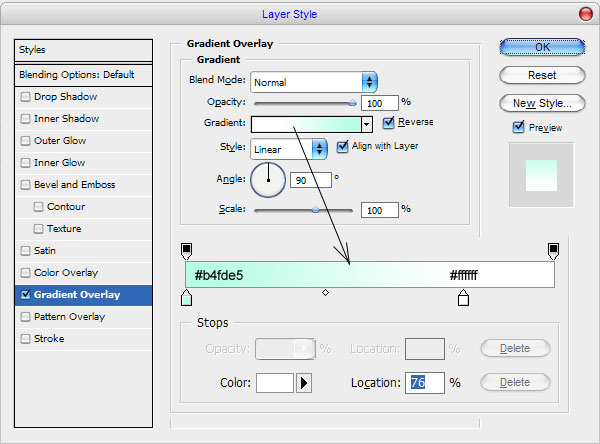 Layer Style
Styles
Blending Options: Default
Drop Shadow
Inner Shadow
Outer Glow
Inner Glow
Bevel and Emboss
Contour
Texture
Satin
Color Overlay
Gradient Overlay
Pattern Overlay
Stroke
Gradient Overlay
Gradient
Blend Mode: Normal
Opacity: 100 %
Gradient: Reverse
Style: Linear Align with Layer
Angle: 90 °
Scale: 100 %
#b4fde5 #ffffff
Stops
Opacity: % Location: % Delete
Color: Location: 76 % Delete
OK
Reset
New Style...
Preview